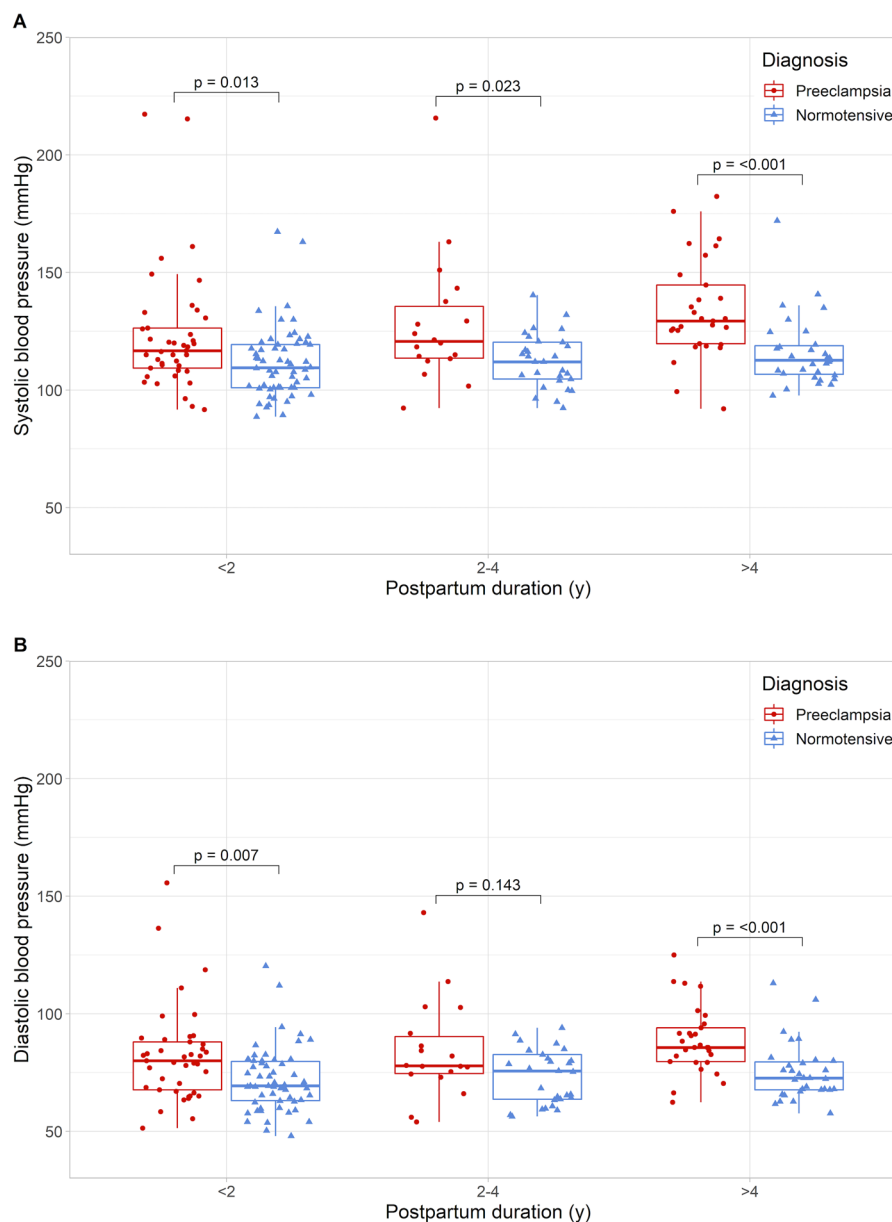 A
250
200
150
100
50
Systolic blood pressure (mmHg)
Diagnosis
Preeclampsia
Normotensive
p = 0.013
p = 0.023
p = <0.001
<2
2-4
>4
Postpartum duration (y)
B
250
200
150
100
50
Diastolic blood pressure (mmHg)
Diagnosis
Preeclampsia
Normotensive
p = 0.007
p = 0.143
p = <0.001
<2
2-4
>4
Postpartum duration (y)